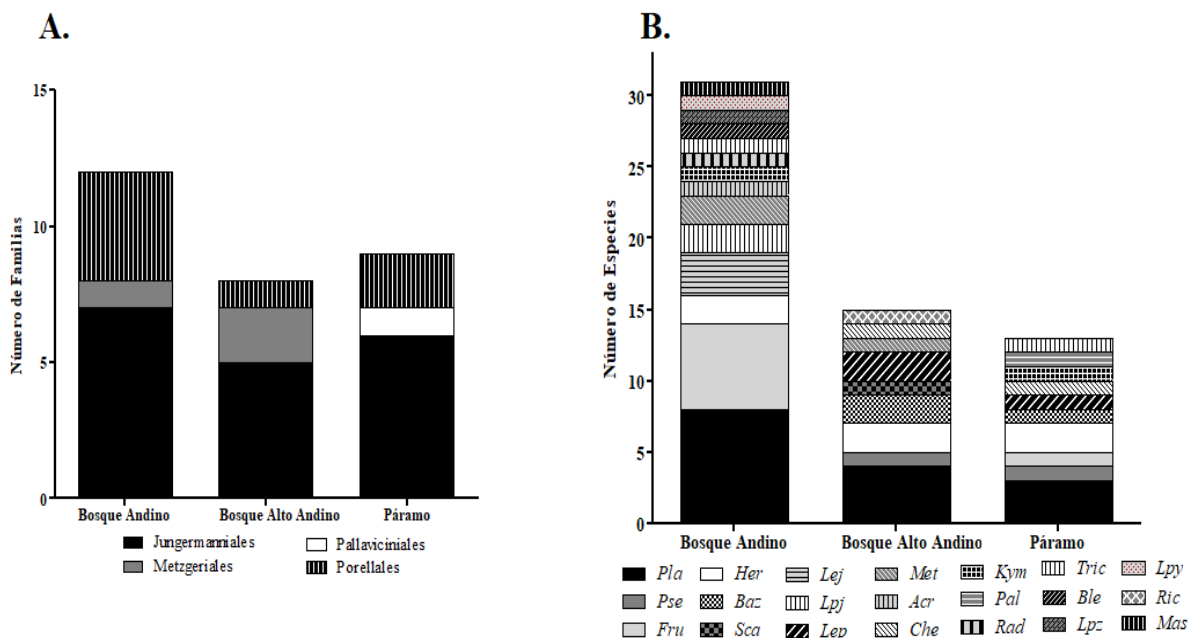 A.
Número de Familias
15
10
5
0
Bosque Andino Bosque Alto Andino Páramo
Jungermanniales Pallaviciniales
Metzgeriales Porellales
B.
Número de Especies
30
25
20
15
10
5
0
Bosque Andino Bosque Alto Andino Páramo
Pla Her Lej Met Kym Tric Lpy
Pse Baz Lpj Acr Pal Ble Ric
Fru Sca Lep Che Rad Lpz Mas